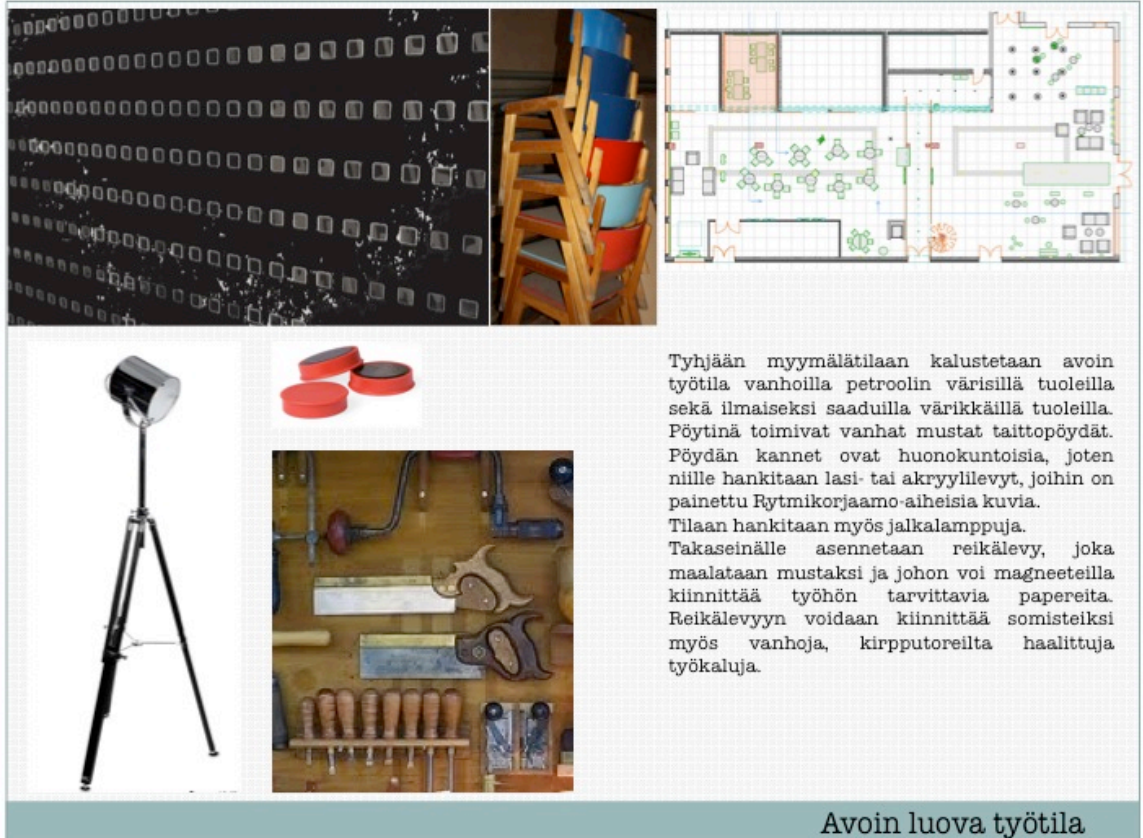 Tyhjään myymälätilaan kalustetaan avoin
työtila vanhoilla petroolin värisillä tuoleilla
sekä ilmaiseksi saaduilla värikkäillä tuoleilla.
Pöytinä toimivat vanhat mustat taittopöydät.
Pöydän kannet ovat huonokuntoisia, joten
niille hankitaan lasi- tai akryylilevyt, joihin on
painettu Rytmikorjaamo-aiheisia kuvia.
Tilaan hankitaan myös jalkalamppuja.
Takaseinälle asennetaan reikälevy, joka
maalataan mustaksi ja johon voi magneeteilla
kiinnittää työhön tarvittavia papereita.
Reikälevyyn voidaan kiinnittää somisteiksi
myös vanhoja, kirpputoreilta haalittuja
työkaluja.
Avoin luova työtila